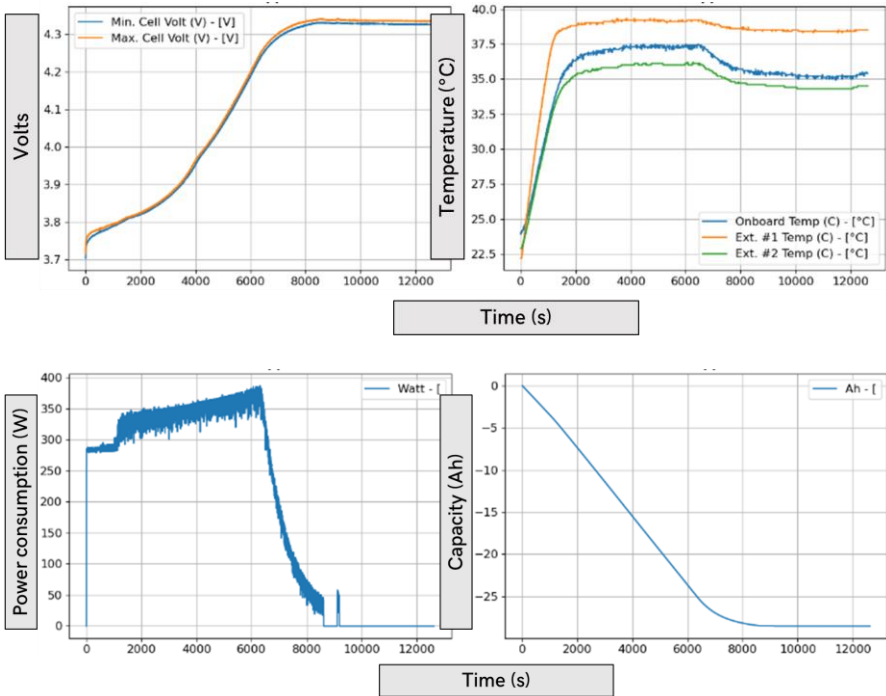 Min. Cell Volt (V) - [V]
Max. Cell Volt (V) - [V]
Volts
4.3
4.2
4.1
4.0
3.9
3.8
3.7
0 2000 4000 6000 8000 10000 12000
Temperature (°C)
40.0
37.5
35.0
32.5
30.0
27.5
25.0
22.5
Onboard Temp (C) - [°C]
Ext. #1 Temp (C) - [°C]
Ext. #2 Temp (C) - [°C]
0 2000 4000 6000 8000 10000 12000
Time (s)
Power consumption (W)
400
350
300
250
200
150
100
50
0
Watt - [
0 2000 4000 6000 8000 10000 12000
Capacity (Ah)
0
−5
−10
−15
−20
−25
Ah - [
0 2000 4000 6000 8000 10000 12000
Time (s)